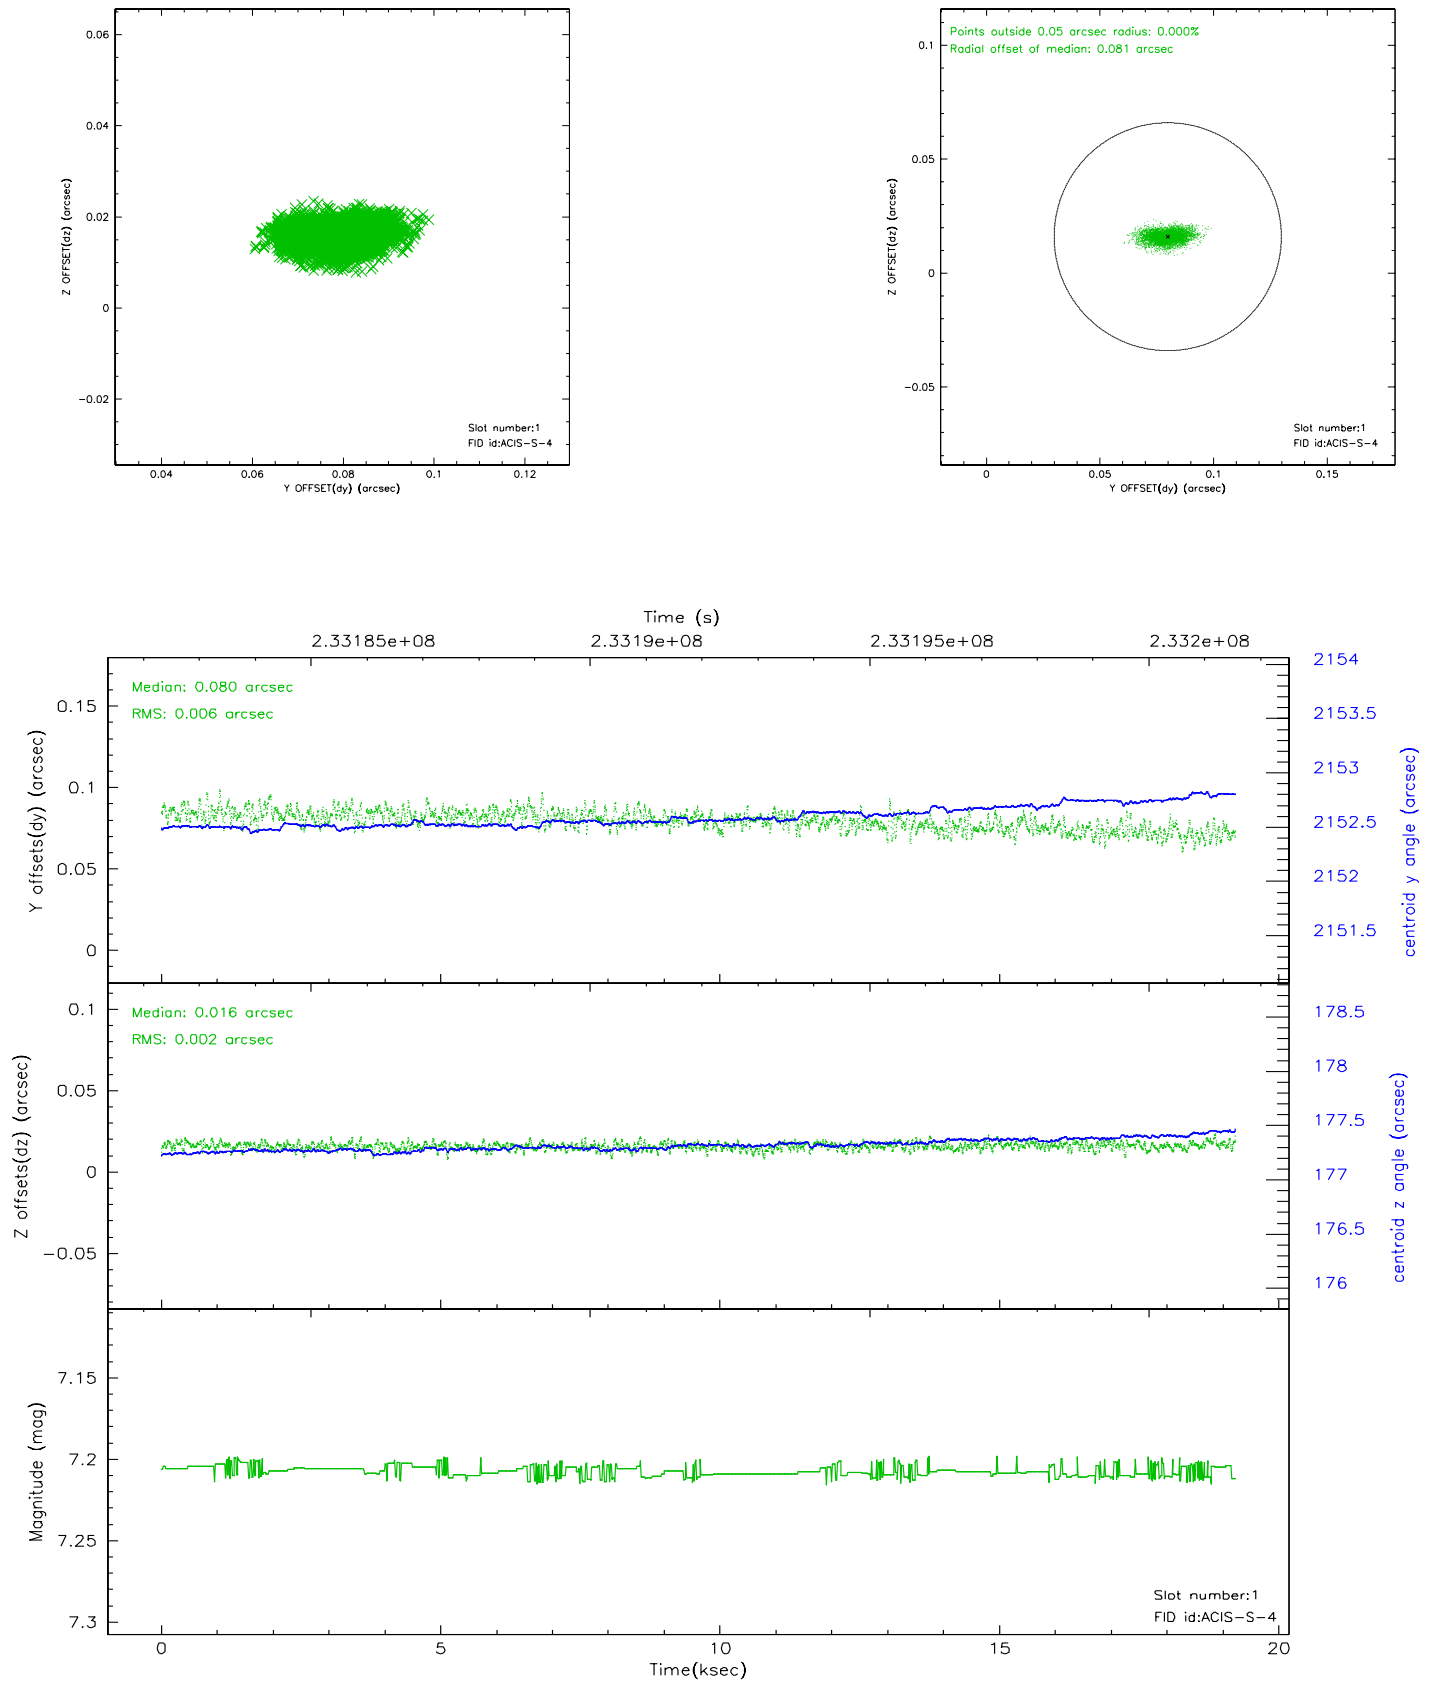 0.06
0.04
0.02
0
−0.02
Z OFFSET(dz) (arcsec)
Slot number:1
FID id:ACIS−S−4
0.04 0.06 0.08 0.1 0.12
Y OFFSET(dy) (arcsec)
Points outside 0.05 arcsec radius: 0.000%
Radial offset of median: 0.081 arcsec
0.1
0.05
0
−0.05
Z OFFSET(dz) (arcsec)
Slot number:1
FID id:ACIS−S−4
0 0.05 0.1 0.15
Y OFFSET(dy) (arcsec)
Time (s)
2.33185e+08 2.3319e+08 2.33195e+08 2.332e+08
Median: 0.080 arcsec
RMS: 0.006 arcsec
0.15
0.1
0.05
0
Y offsets(dy) (arcsec)
2154
2153.5
2153
2152.5
2152
2151.5
centroid y angle (arcsec)
Median: 0.016 arcsec
RMS: 0.002 arcsec
0.1
0.05
0
−0.05
Z offsets(dz) (arcsec)
178.5
178
177.5
177
176.5
176
centroid z angle (arcsec)
7.15
7.2
7.25
7.3
Magnitude (mag)
Slot number:1
FID id:ACIS−S−4
0 5 10 15 20
Time(ksec)